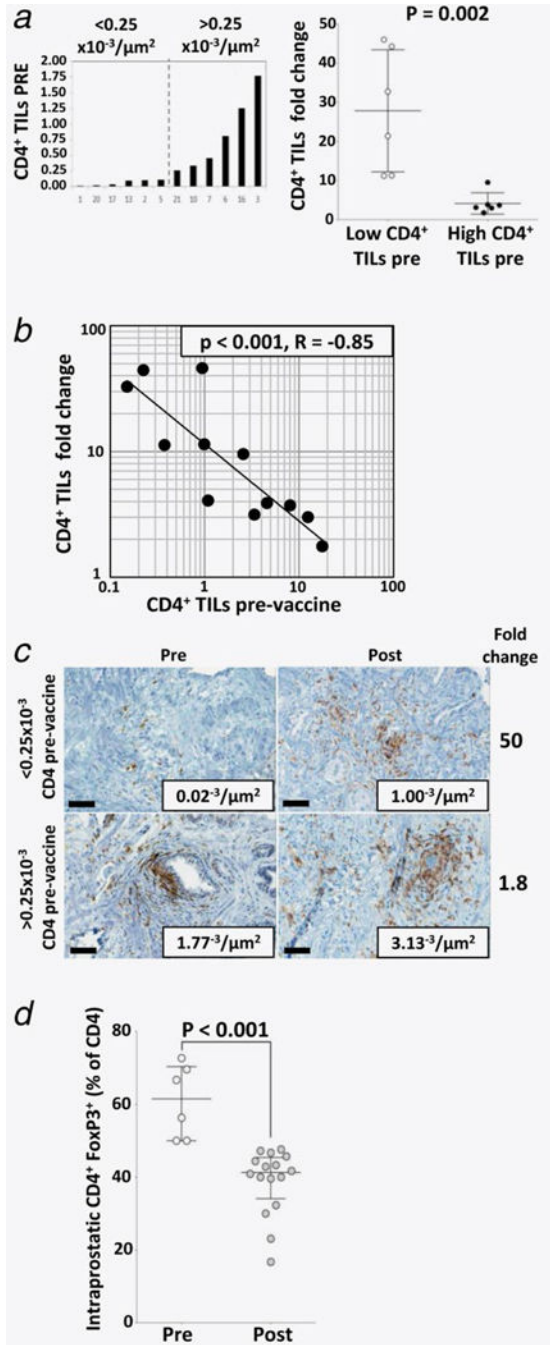 a
<0.25 x10⁻³/µm²
>0.25 x10⁻³/µm²
CD4⁺ TILs PRE
2.00
1.75
1.50
1.25
1.00
0.75
0.50
0.25
0.00
1 20 17 13 2 5 21 10 7 6 16 3
P = 0.002
CD4⁺ TILs fold change
50
40
30
20
10
0
Low CD4⁺ TILs pre
High CD4⁺ TILs pre
b
p < 0.001, R = -0.85
CD4⁺ TILs fold change
100
10
1
0.1 1 10 100
CD4⁺ TILs pre-vaccine
c
Pre
Post
Fold change
<0.25x10⁻³ CD4 pre-vaccine
0.02⁻³/µm²
1.00⁻³/µm²
50
>0.25x10⁻³ CD4 pre-vaccine
1.77⁻³/µm²
3.13⁻³/µm²
1.8
d
P < 0.001
Intraprostatic CD4⁺ FoxP3⁺ (% of CD4)
80
60
40
20
0
Pre
Post